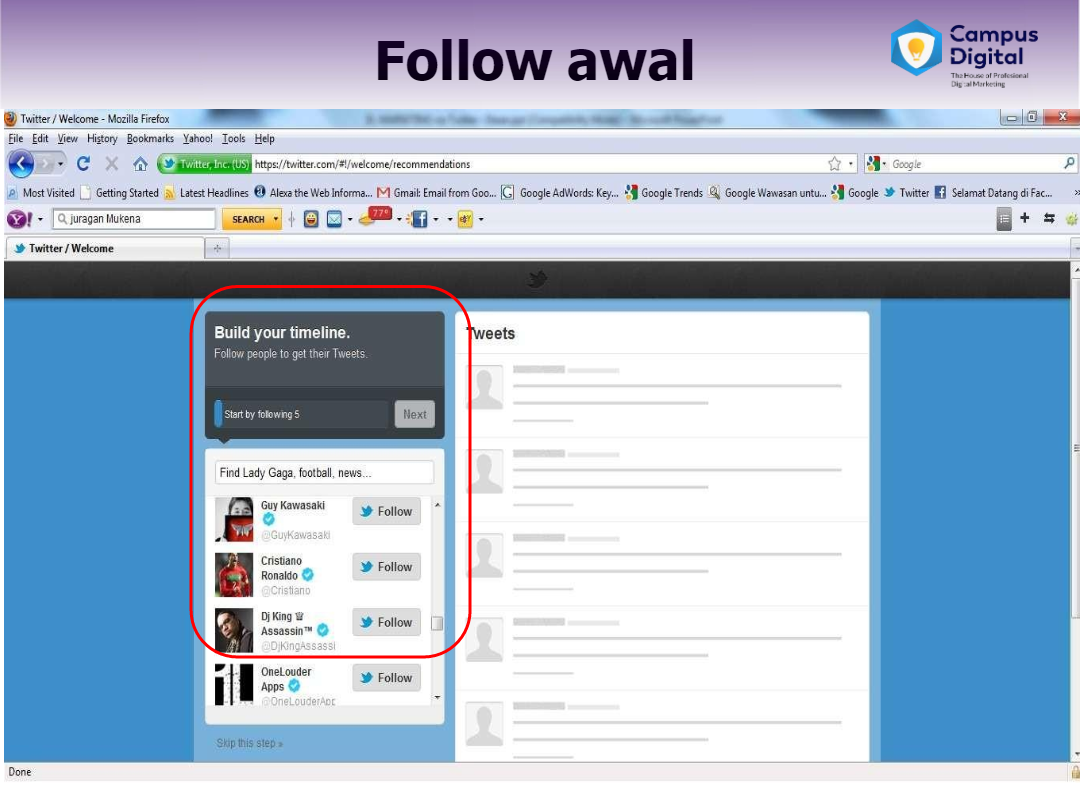 Follow awal
Campus
Digital
The House of Profesional
Digital Marketing
Twitter / Welcome - Mozilla Firefox
File Edit View History Bookmarks Yahoo! Tools Help
Twitter, Inc. (US) https://twitter.com/#!/welcome/recommendations
Google
Most Visited Getting Started Latest Headlines Alexa the Web Informa... Gmail: Email from Goo... Google AdWords: Key... Google Trends Google Wawasan untu... Google Twitter Selamat Datang di Fac... »
Y! juragan Mukena SEARCH 77°
Twitter / Welcome
Build your timeline.
Follow people to get their Tweets.
Start by following 5 Next
Find Lady Gaga, football, news...
Guy Kawasaki
@GuyKawasaki
Follow
Cristiano
Ronaldo
@Cristiano
Follow
Dj King ♕
Assassin™
@DjKingAssassi
Follow
OneLouder
Apps
@OneLouderApp
Follow
Skip this step »
Tweets
Done